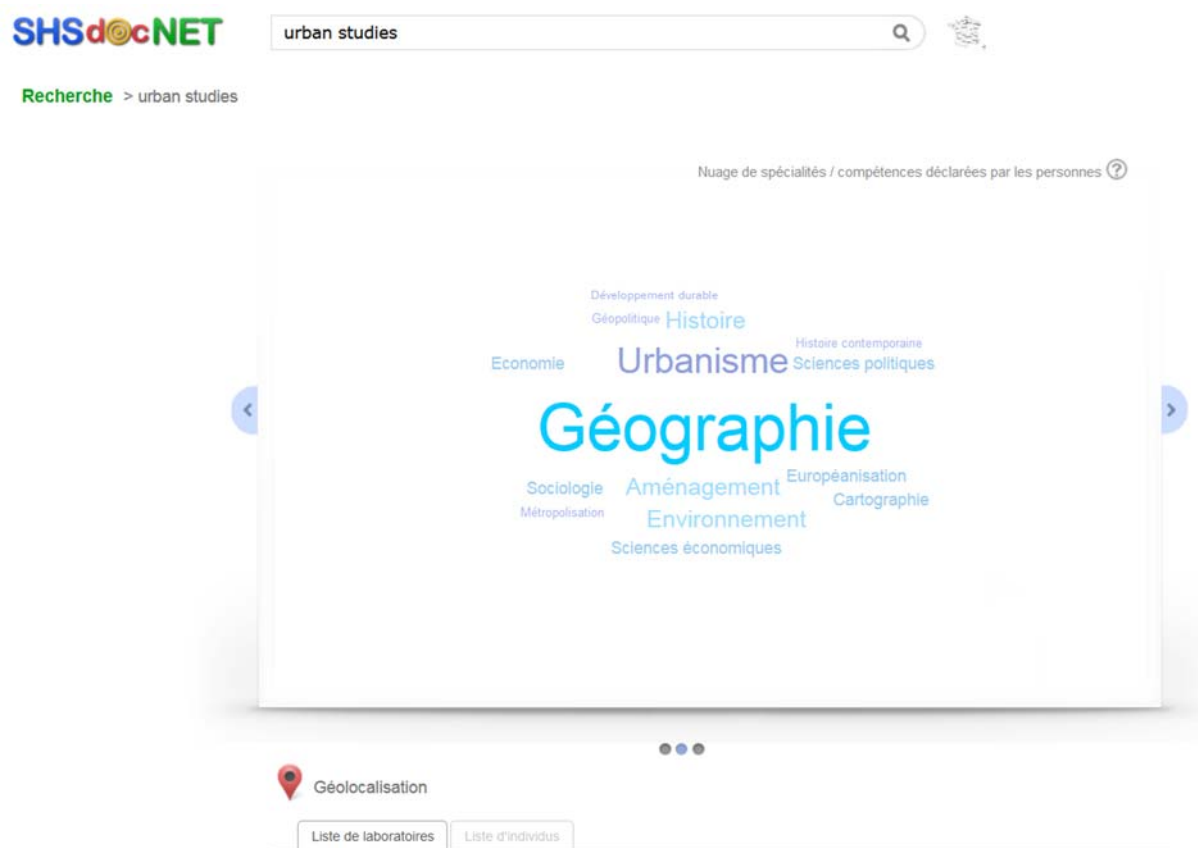 SHSdocNET
urban studies
Recherche > urban studies
Nuage de spécialités / compétences déclarées par les personnes ?
Développement durable
Géopolitique Histoire
Histoire contemporaine
Economie Urbanisme Sciences politiques
Géographie
Européanisation
Sociologie Aménagement
Cartographie
Métropolisation
Environnement
Sciences économiques
Géolocalisation
Liste de laboratoires Liste d'individus